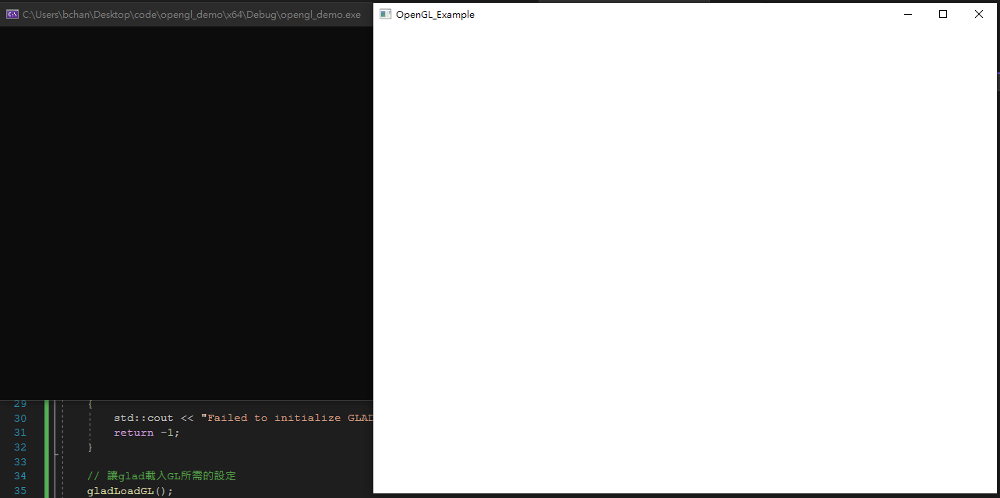 C:\Users\bchan\Desktop\code\opengl_demo\x64\Debug\opengl_demo.exe
OpenGL_Example
29 {
30 std::cout << "Failed to initialize GLAD
31 return -1;
32 }
33
34 // 讓glad載入GL所需的設定
35 gladLoadGL();